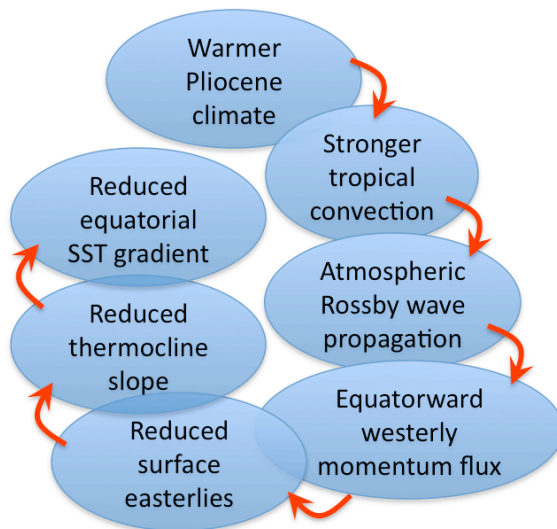 Warmer
Pliocene
climate
Stronger
tropical
convection
Atmospheric
Rossby wave
propagation
Equatorward
westerly
momentum flux
Reduced
surface
easterlies
Reduced
thermocline
slope
Reduced
equatorial
SST gradient